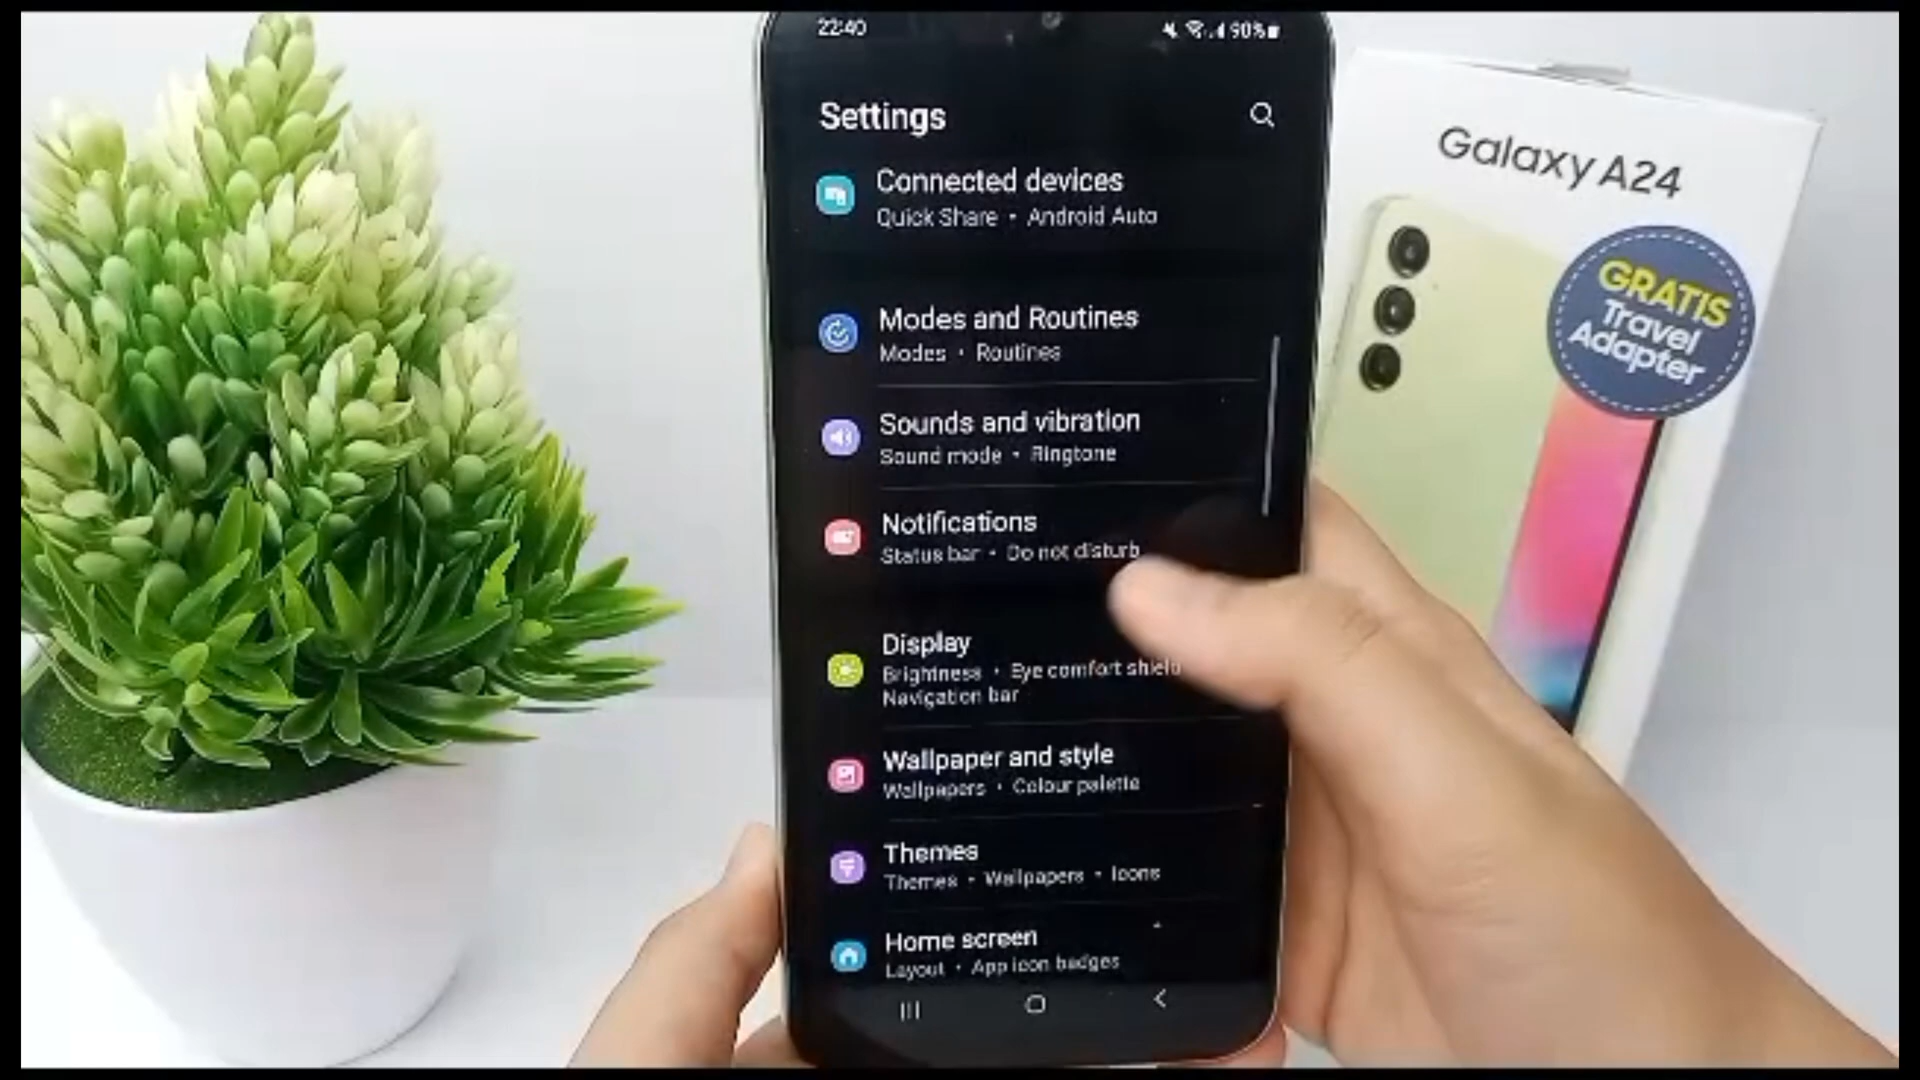 22:40
90%
Settings
Connected devices
Quick Share • Android Auto
Modes and Routines
Modes • Routines
Sounds and vibration
Sound mode • Ringtone
Notifications
Status bar • Do not disturb
Display
Brightness • Eye comfort shield
Navigation bar
Wallpaper and style
Wallpapers • Colour palette
Themes
Themes • Wallpapers • Icons
Home screen
Layout • App icon badges
Galaxy A24
GRATIS
Travel
Adapter